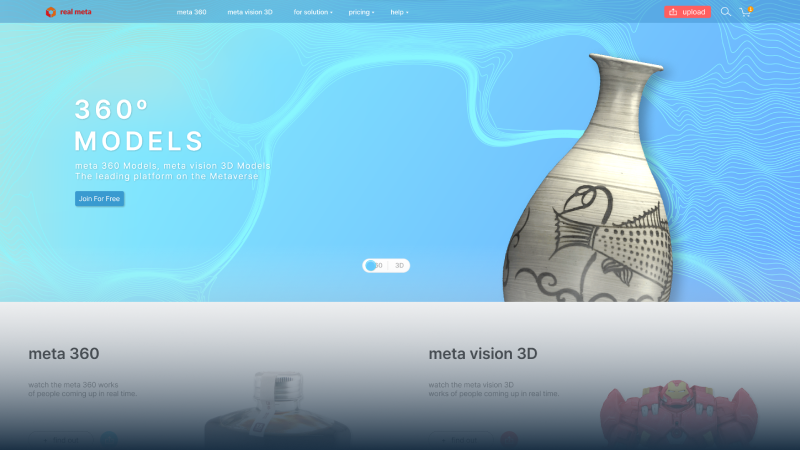 real meta
meta 360
meta vision 3D
for solution
pricing
help
upload
360º
MODELS
meta 360 Models, meta vision 3D Models
The leading platform on the Metaverse
Join For Free
3D
meta 360
meta vision 3D
watch the meta 360 works
of people coming up in real time.
watch the meta vision 3D
works of people coming up in real time.